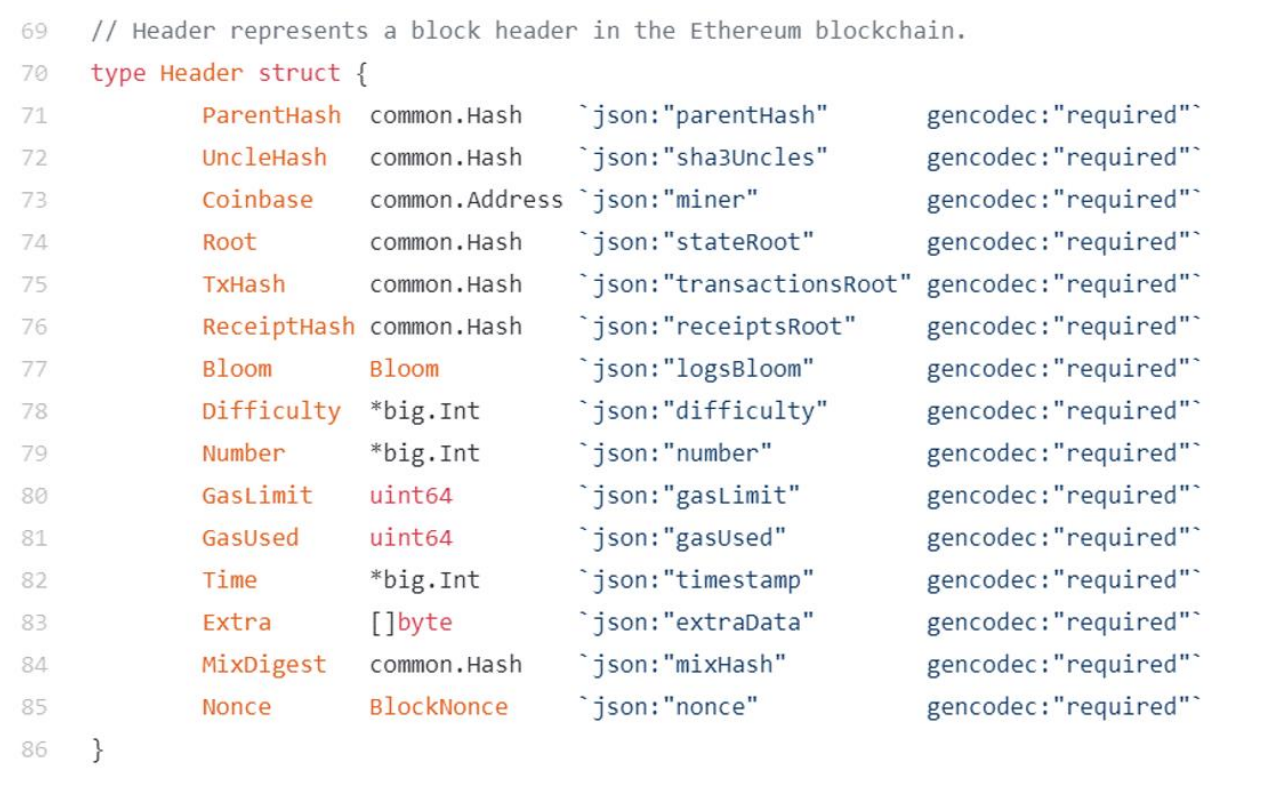 69 // Header represents a block header in the Ethereum blockchain.
70 type Header struct {
71 ParentHash common.Hash `json:"parentHash" gencodec:"required"`
72 UncleHash common.Hash `json:"sha3Uncles" gencodec:"required"`
73 Coinbase common.Address `json:"miner" gencodec:"required"`
74 Root common.Hash `json:"stateRoot" gencodec:"required"`
75 TxHash common.Hash `json:"transactionsRoot" gencodec:"required"`
76 ReceiptHash common.Hash `json:"receiptsRoot" gencodec:"required"`
77 Bloom Bloom `json:"logsBloom" gencodec:"required"`
78 Difficulty *big.Int `json:"difficulty" gencodec:"required"`
79 Number *big.Int `json:"number" gencodec:"required"`
80 GasLimit uint64 `json:"gasLimit" gencodec:"required"`
81 GasUsed uint64 `json:"gasUsed" gencodec:"required"`
82 Time *big.Int `json:"timestamp" gencodec:"required"`
83 Extra []byte `json:"extraData" gencodec:"required"`
84 MixDigest common.Hash `json:"mixHash" gencodec:"required"`
85 Nonce BlockNonce `json:"nonce" gencodec:"required"`
86 }